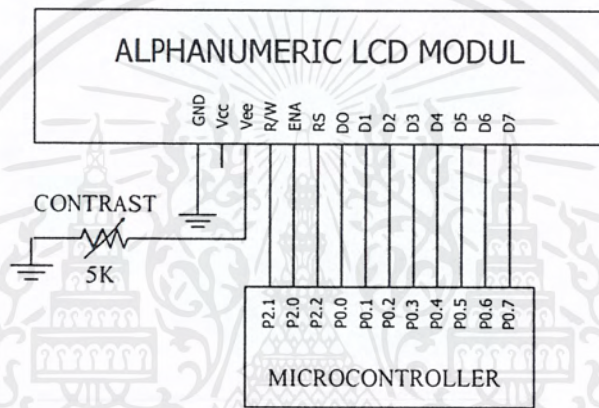 ALPHANUMERIC LCD MODUL
GND Vcc Vee R/W ENA RS DO D1 D2 D3 D4 D5 D6 D7
CONTRAST
5K
P2.1 P2.0 P2.2 P0.0 P0.1 P0.2 P0.3 P0.4 P0.5 P0.6 P0.7
MICROCONTROLLER